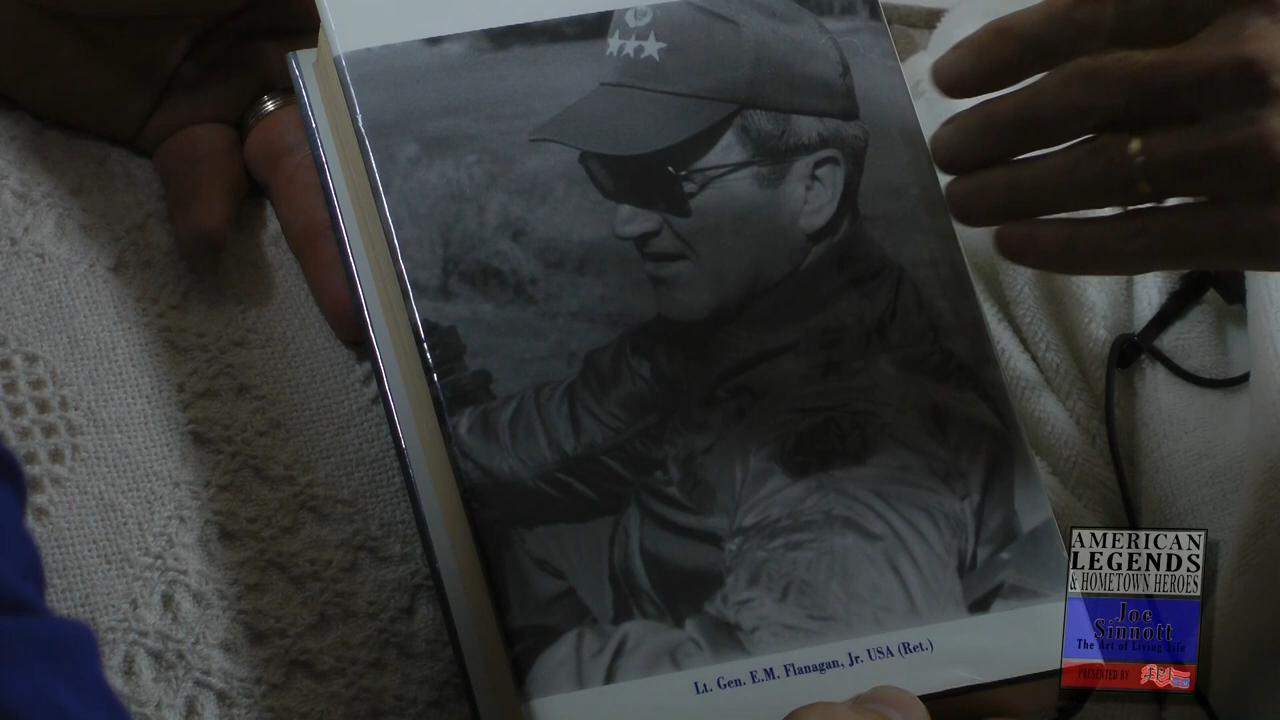 Lt. Gen. E.M. Flanagan, Jr. USA (Ret.)
AMERICAN
LEGENDS
& HOMETOWN HEROES
Joe
Sinnott
The Art of Living Life
PRESENTED BY